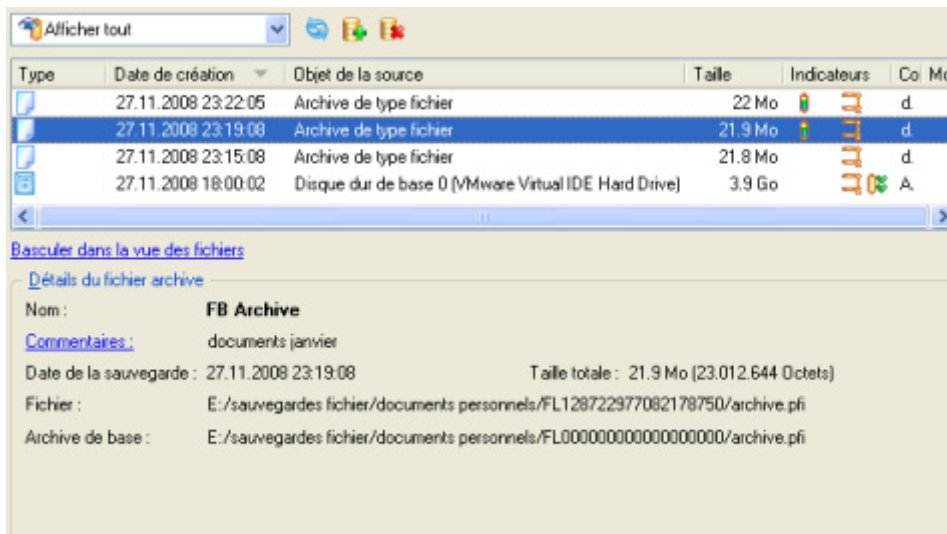 Afficher tout
Type Date de création Objet de la source Taille Indicateurs Co Mo
27.11.2008 23:22:05 Archive de type fichier 22 Mo d
27.11.2008 23:19:08 Archive de type fichier 21.9 Mo d
27.11.2008 23:15:08 Archive de type fichier 21.8 Mo d
27.11.2008 18:00:02 Disque dur de base 0 (VMware Virtual IDE Hard Drive) 3.9 Go A
Basculer dans la vue des fichiers
Détails du fichier archive
Nom : FB Archive
Commentaires : documents janvier
Date de la sauvegarde : 27.11.2008 23:19:08 Taille totale : 21.9 Mo (23.012.644 Octets)
Fichier : E:/sauvegardes fichier/documents personnels/FL128722977082178750/archive.pfi
Archive de base : E:/sauvegardes fichier/documents personnels/FL000000000000000000/archive.pfi